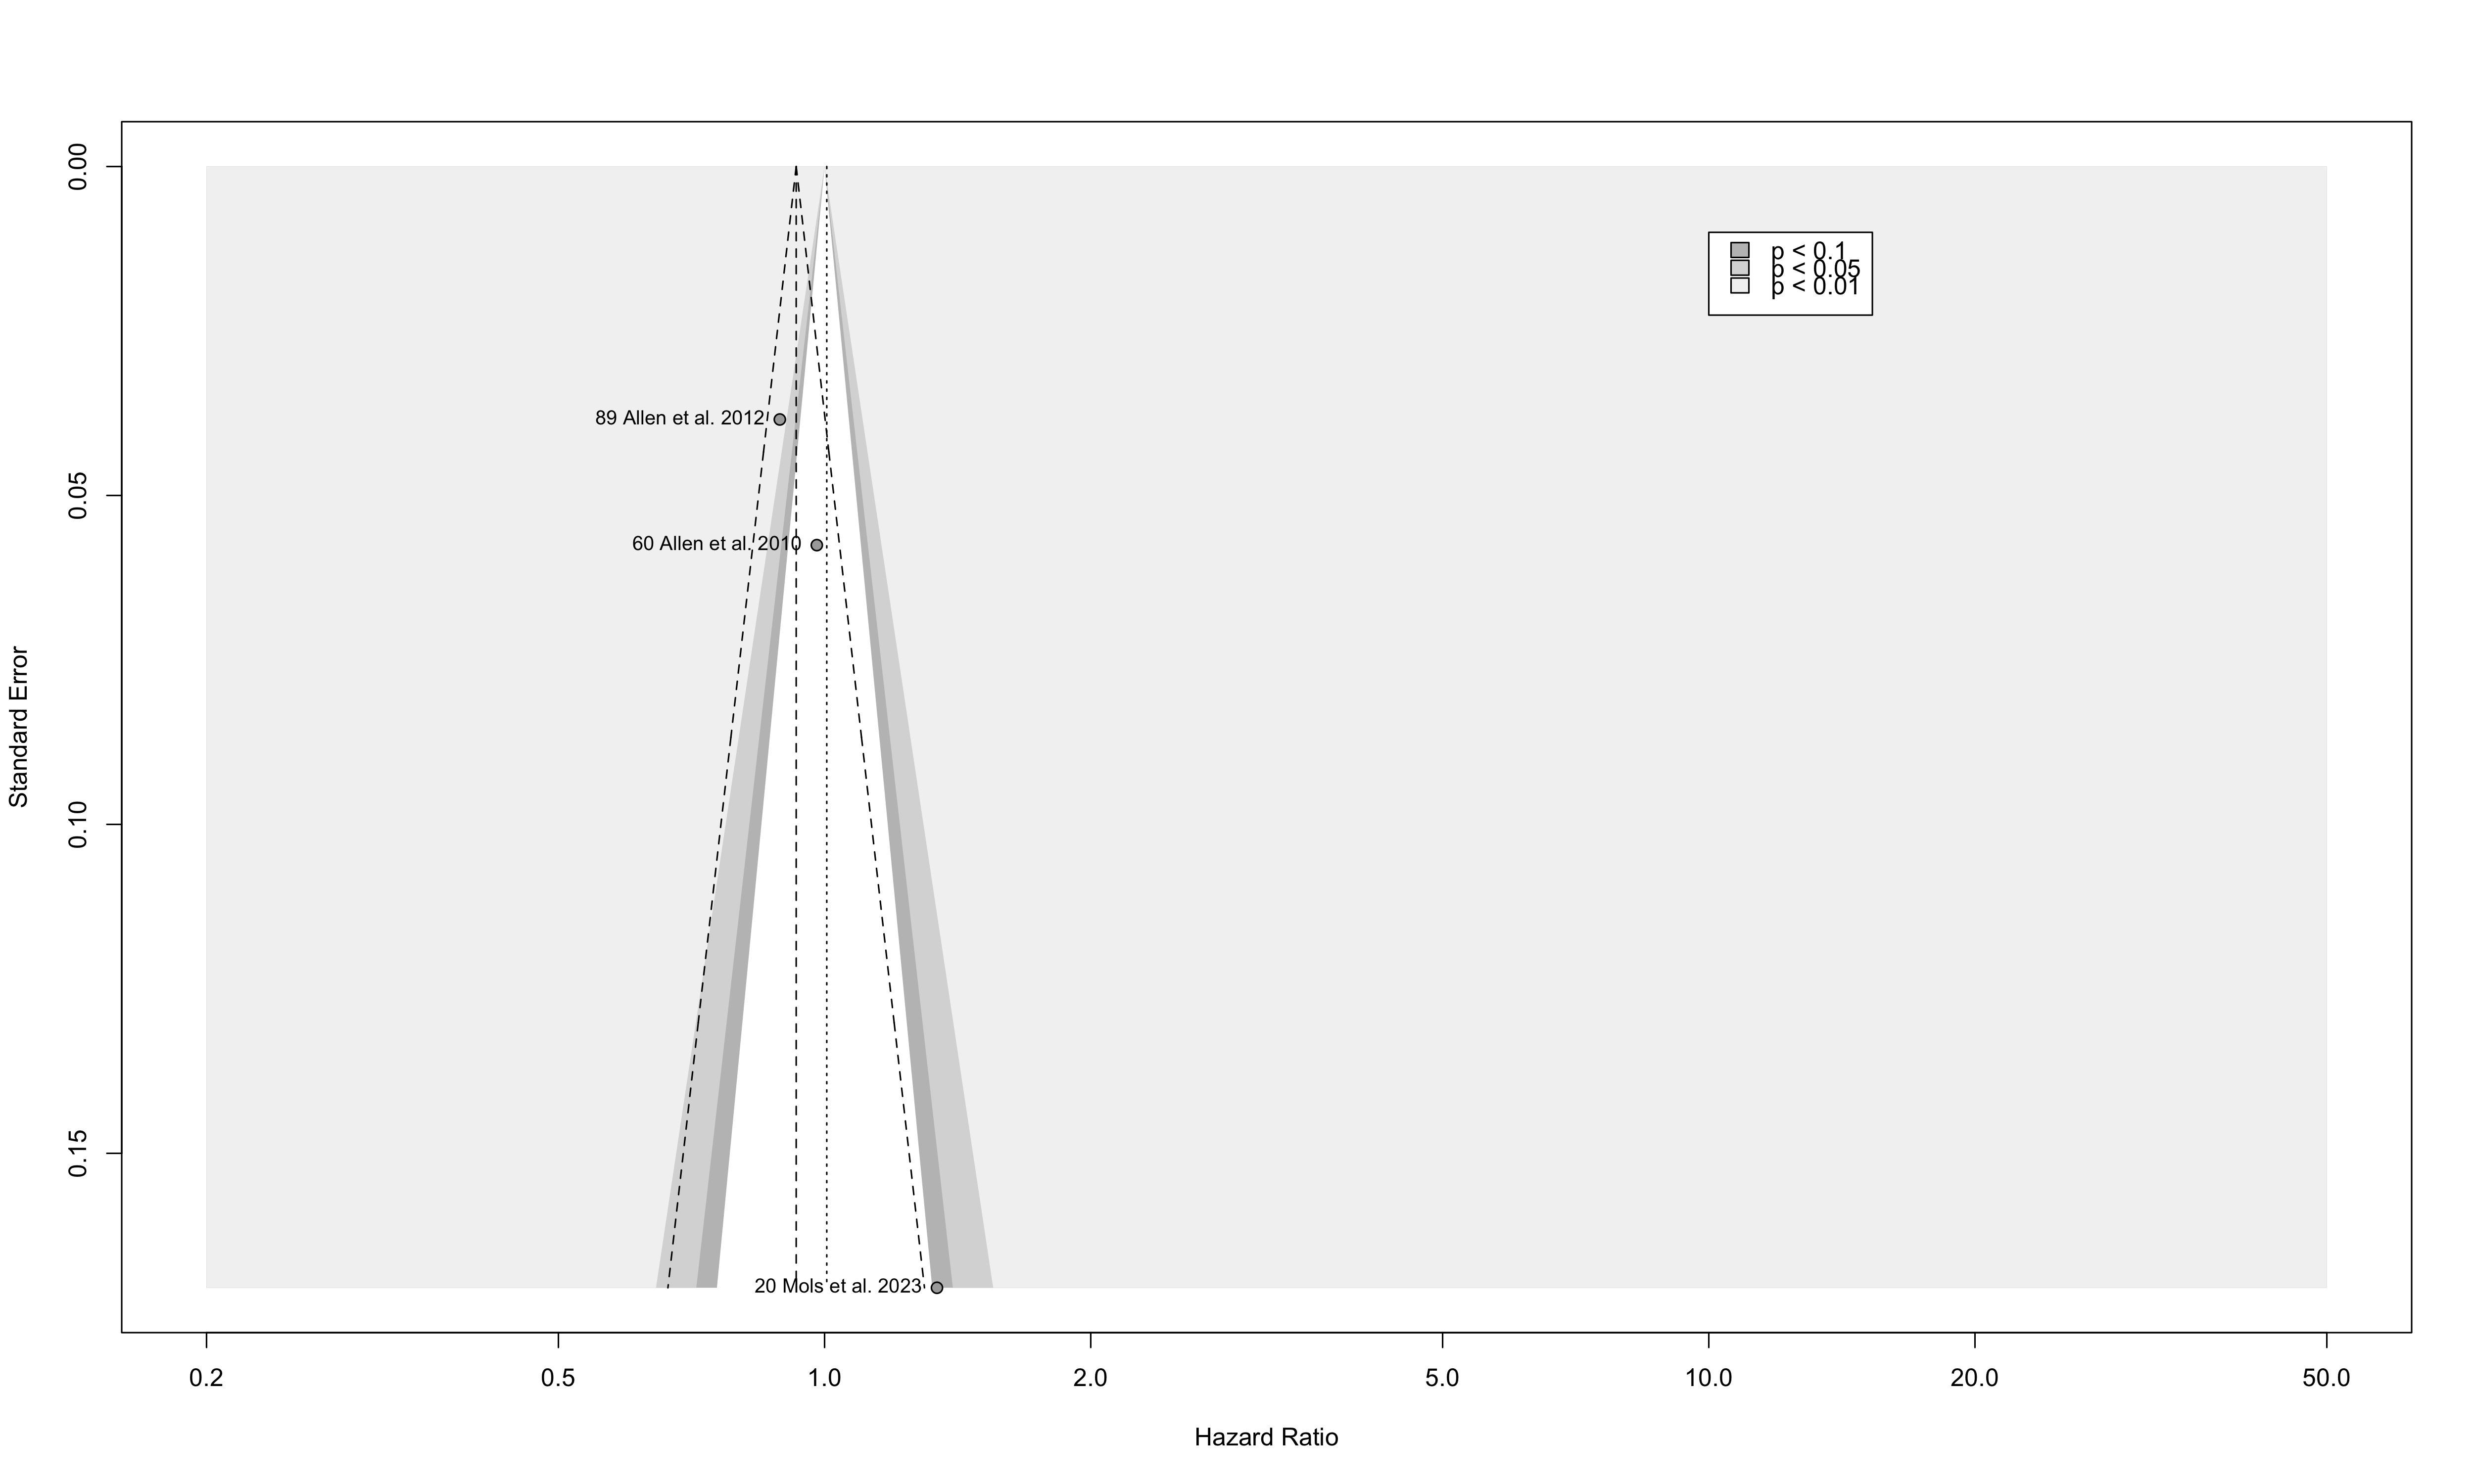 0.00
p < 0.1
p < 0.05
p < 0.01
89 Allen et al. 2012
0.05
60 Allen et al. 2010
Standard Error
0.10
0.15
20 Mols et al. 2023
0.2 0.5 1.0 2.0 5.0 10.0 20.0 50.0
Hazard Ratio